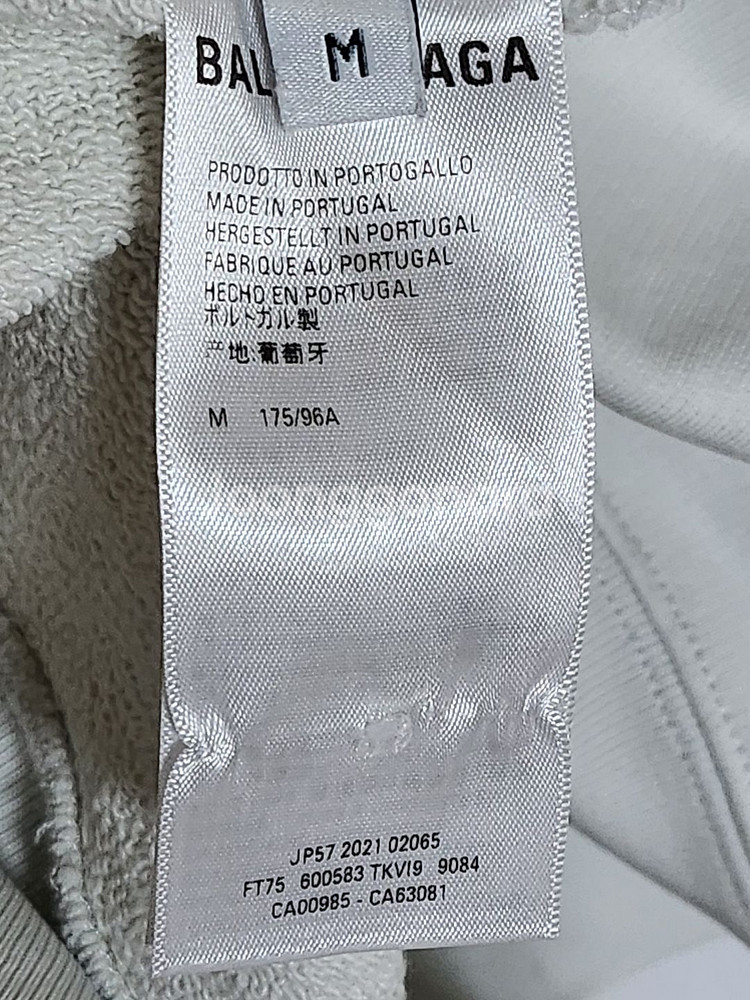 BAL M AGA
PRODOTTO IN PORTOGALLO
MADE IN PORTUGAL
HERGESTELLT IN PORTUGAL
FABRIQUE AU PORTUGAL
HECHO EN PORTUGAL
ポルトガル製
产地:葡萄牙
M 175/96A
JP57 2021 02065
FT75 600583 TKVI9 9084
CA00985 - CA63081